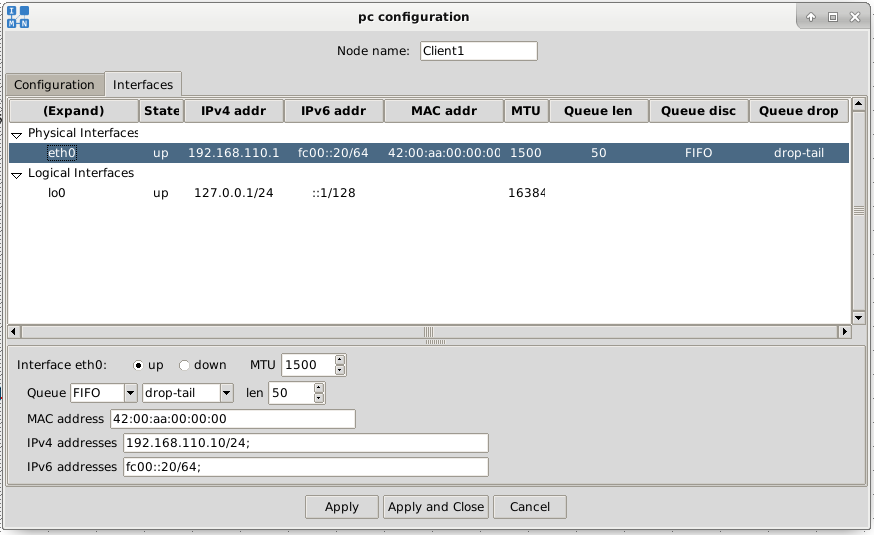 I
M N
pc configuration
Node name: Client1
Configuration Interfaces
(Expand) State IPv4 addr IPv6 addr MAC addr MTU Queue len Queue disc Queue drop
Physical Interfaces
eth0 up 192.168.110.1 fc00::20/64 42:00:aa:00:00:00 1500 50 FIFO drop-tail
Logical Interfaces
lo0 up 127.0.0.1/24 ::1/128 16384
Interface eth0: up down MTU 1500
Queue FIFO drop-tail len 50
MAC address 42:00:aa:00:00:00
IPv4 addresses 192.168.110.10/24;
IPv6 addresses fc00::20/64;
Apply Apply and Close Cancel